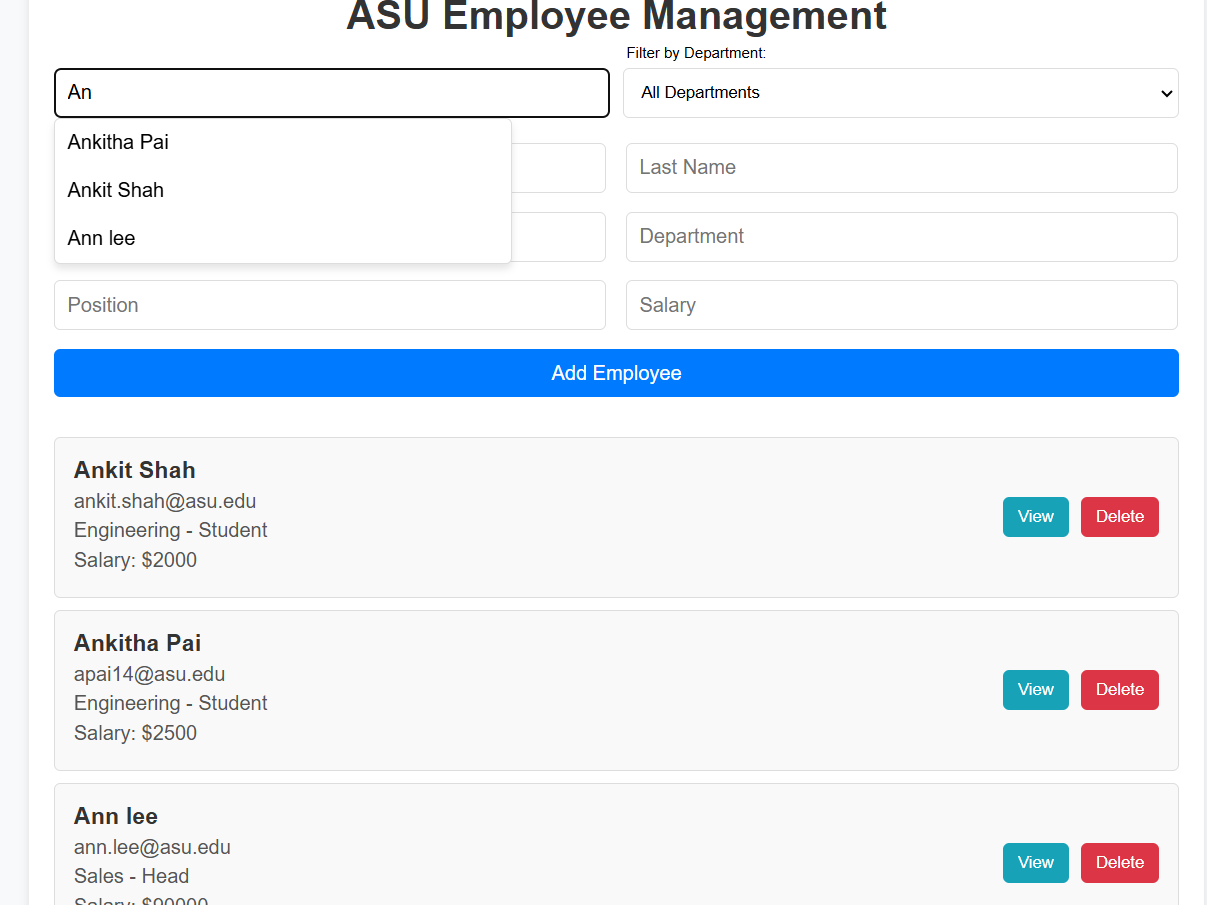 ASU Employee Management
Filter by Department:
An
All Departments
Ankitha Pai
Ankit Shah
Ann lee
Last Name
Department
Position
Salary
Add Employee
Ankit Shah
ankit.shah@asu.edu
Engineering - Student
Salary: $2000
View
Delete
Ankitha Pai
apai14@asu.edu
Engineering - Student
Salary: $2500
View
Delete
Ann lee
ann.lee@asu.edu
Sales - Head
Salary: $90000
View
Delete